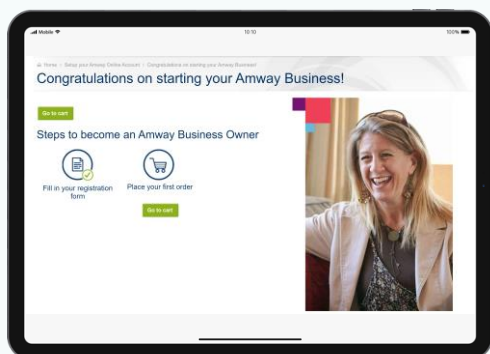 Mobile
10:10
100%
Home > Setup your Amway Online Account > Congratulations on starting your Amway Business!
Congratulations on starting your Amway Business!
Go to cart
Steps to become an Amway Business Owner
Fill in your registration
form
Place your first order
Go to cart